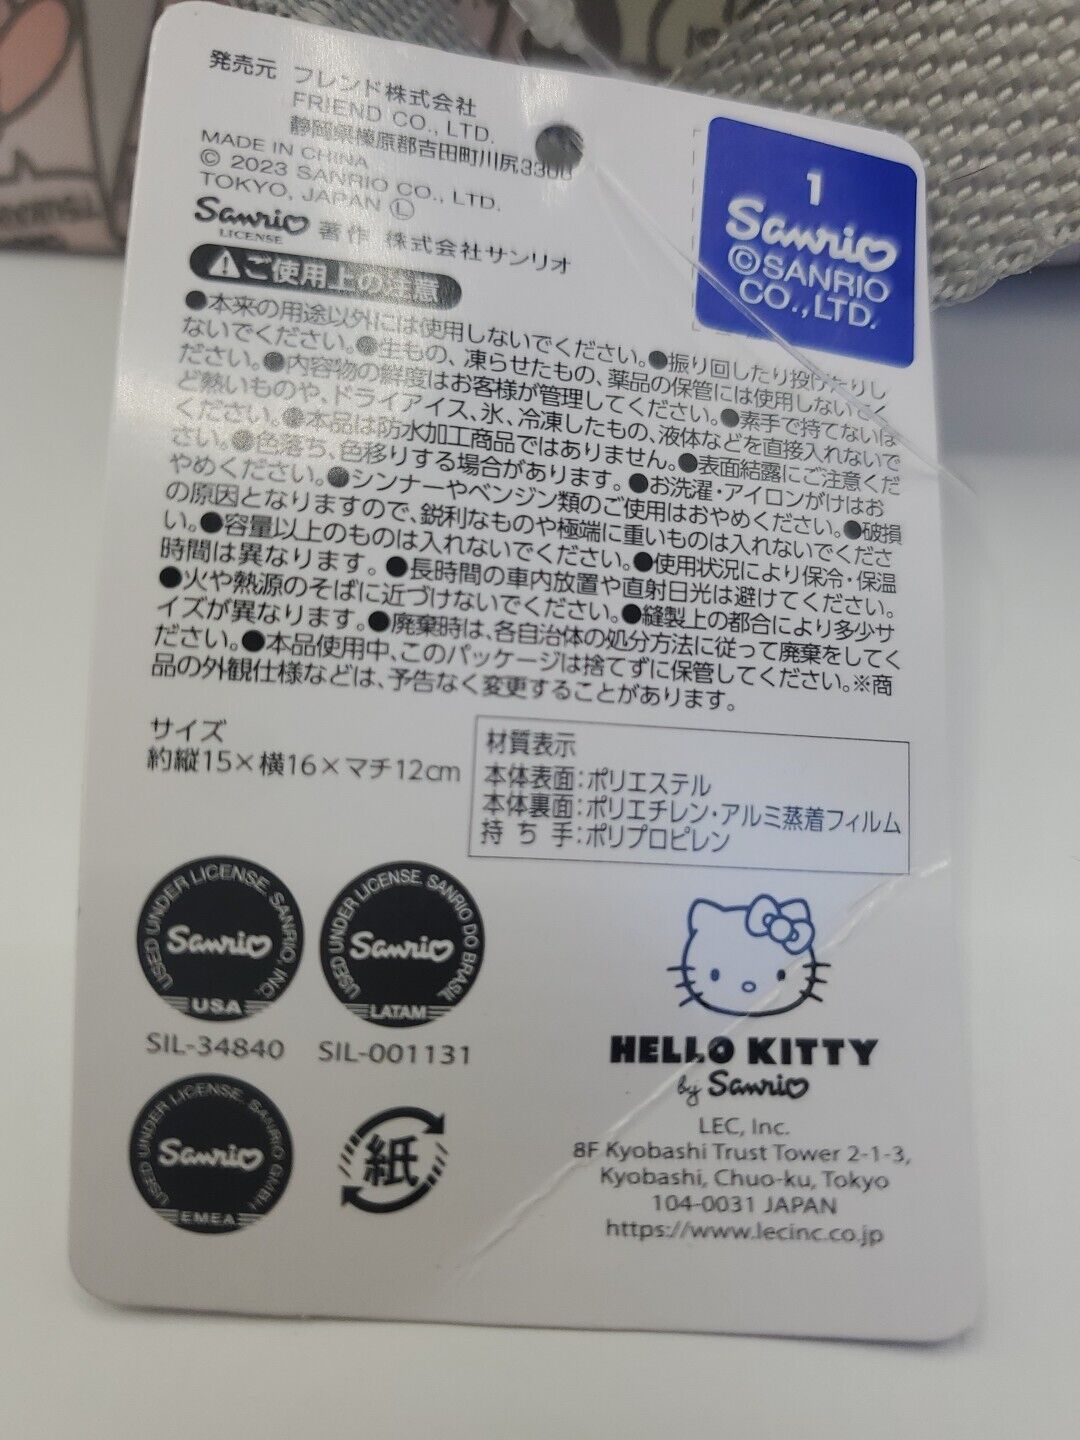 発売元 フレンド株式会社
FRIEND CO., LTD.
静岡県榛原郡吉田町川尻3300
MADE IN CHINA
© 2023 SANRIO CO., LTD.
TOKYO, JAPAN Ⓛ
Sanrio 著作 株式会社サンリオ
LICENSE
1
Sanrio
©SANRIO
CO.,LTD.
⚠ご使用上の注意
●本来の用途以外には使用しないでください。●振り回したり投げたりし
ないでください。●生もの、凍らせたもの、薬品の保管には使用しないでく
ださい。●内容物の鮮度はお客様が管理してください。●素手で持てないほ
ど熱いものや、ドライアイス、氷、冷凍したもの、液体などを直接入れないで
ください。●本品は防水加工商品ではありません。●表面結露にご注意くだ
さい。●色落ち、色移りする場合があります。●お洗濯・アイロンがけはお
やめください。●シンナーやベンジン類のご使用はおやめください。●破損
の原因となりますので、鋭利なものや極端に重いものは入れないでくださ
い。●容量以上のものは入れないでください。●使用状況により保冷・保温
時間は異なります。●長時間の車内放置や直射日光は避けてください。
●火や熱源のそばに近づけないでください。●縫製上の都合により多少サ
イズが異なります。●廃棄時は、各自治体の処分方法に従って廃棄をしてく
ださい。●本品使用中、このパッケージは捨てずに保管してください。※商
品の外観仕様などは、予告なく変更することがあります。
サイズ
約縦15×横16×マチ12cm
材質表示
本体表面:ポリエステル
本体裏面:ポリエチレン・アルミ蒸着フィルム
持ち手:ポリプロピレン
USED UNDER LICENSE. SANRIO, INC.
Sanrio
USA
SIL-34840
USED UNDER LICENSE. SANRIO DO BRASIL
Sanrio
LATAM
SIL-001131
USED UNDER LICENSE. SANRIO GMBH
Sanrio
EMEA
紙
HELLO KITTY
by Sanrio
LEC, Inc.
8F Kyobashi Trust Tower 2-1-3,
Kyobashi, Chuo-ku, Tokyo
104-0031 JAPAN
https://www.lecinc.co.jp